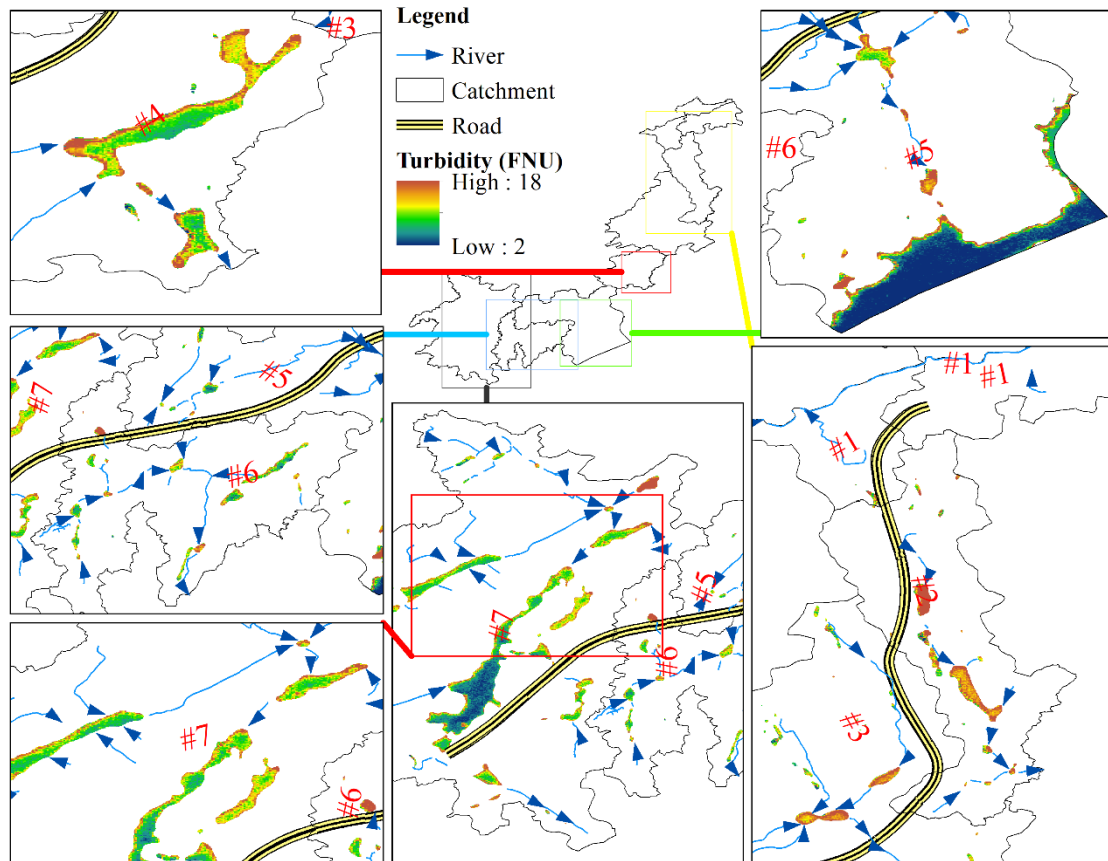 #3
#4
Legend
River
Catchment
Road
Turbidity (FNU)
High : 18
Low : 2
#6
#5
#5
#7
#6
#1
#1
#1
#2
#3
#5
#7
#6
#7
#6